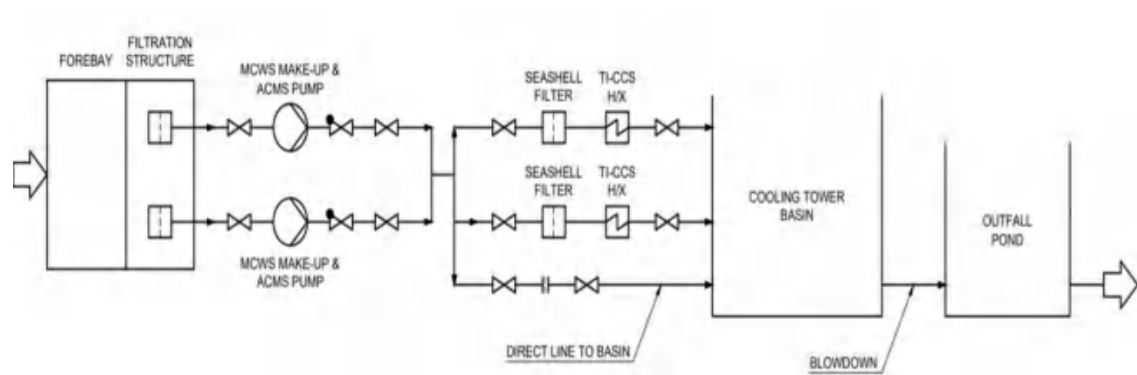 FOREBAY
FILTRATION
STRUCTURE
MCWS MAKE-UP &
ACMS PUMP
SEASHELL
FILTER
TI-CCS
H/X
SEASHELL
FILTER
TI-CCS
H/X
COOLING TOWER
BASIN
OUTFALL
POND
MCWS MAKE-UP &
ACMS PUMP
DIRECT LINE TO BASIN
BLOWDOWN